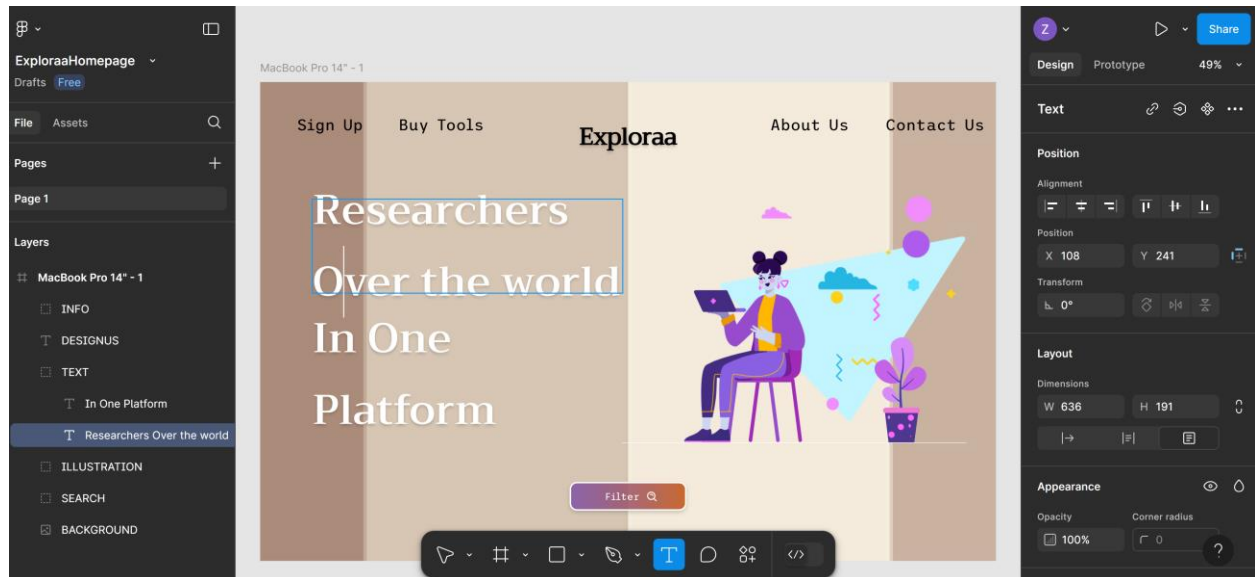 ExploraaHomepage
Drafts Free
File Assets
Pages
Page 1
Layers
MacBook Pro 14" - 1
INFO
DESIGNUS
TEXT
In One Platform
Researchers Over the world
ILLUSTRATION
SEARCH
BACKGROUND
MacBook Pro 14" - 1
Sign Up Buy Tools Exploraa About Us Contact Us
Researchers
Over the world
In One
Platform
Filter
Z Share
Design Prototype 49%
Text
Position
Alignment
Position
X 108 Y 241
Transform
0°
Layout
Dimensions
W 636 H 191
Appearance
Opacity Corner radius
100% 0
?